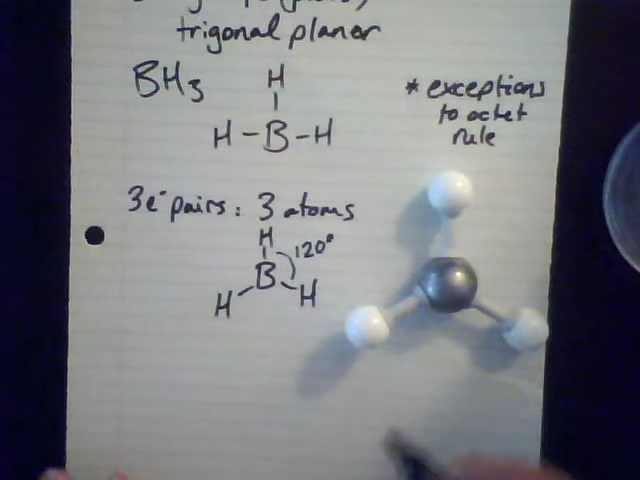 trigonal planar
BH3
H
H-B-H
* exceptions
to octet
rule
3e- pairs: 3 atoms
H
120°
B
H
H